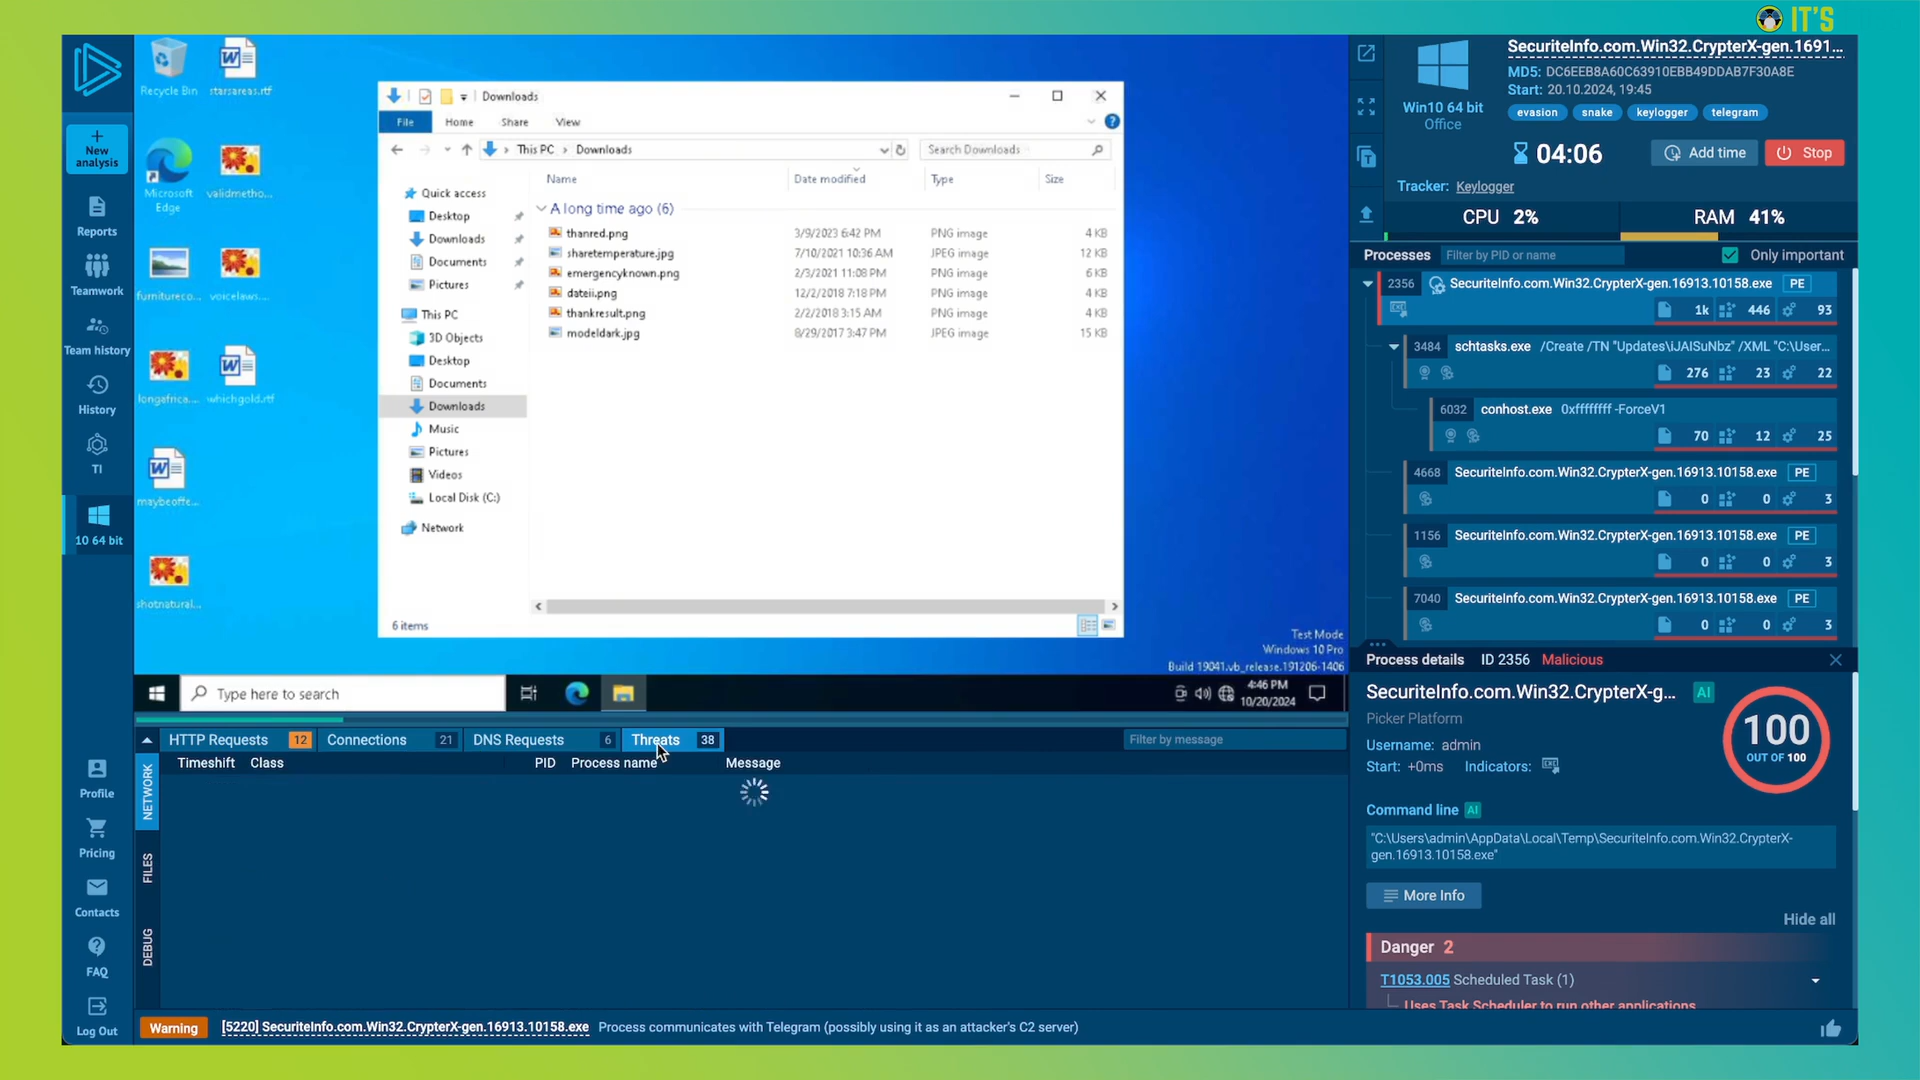 IT'S
New
analysis
Reports
Teamwork
Team history
History
TI
10 64 bit
Profile
Pricing
Contacts
FAQ
Log Out
Recycle Bin
starsareas.rtf
Microsoft
Edge
validmetho...
furnitureco...
voicelaws....
longafrica....
whichgold.rtf
maybeoffe...
shotnatural...
Downloads
File
Home
Share
View
This PC
Downloads
Search Downloads
Name
Date modified
Type
Size
A long time ago (6)
thanred.png 3/9/2023 6:42 PM PNG image 4 KB
sharetemperature.jpg 7/10/2021 10:36 AM JPEG image 12 KB
emergencyknown.png 2/3/2021 11:08 PM PNG image 6 KB
dateii.png 12/2/2018 7:18 PM PNG image 4 KB
thankresult.png 2/2/2018 3:15 AM PNG image 4 KB
modeldark.jpg 8/29/2017 3:47 PM JPEG image 15 KB
Quick access
Desktop
Downloads
Documents
Pictures
This PC
3D Objects
Desktop
Documents
Downloads
Music
Pictures
Videos
Local Disk (C:)
Network
6 items
Test Mode
Windows 10 Pro
Build 19041.vb_release.191206-1406
Type here to search
4:46 PM
10/20/2024
HTTP Requests 12
Connections 21
DNS Requests 6
Threats 38
Filter by message
NETWORK
FILES
DEBUG
Timeshift Class PID Process name Message
Warning [5220] SecuriteInfo.com.Win32.CrypterX-gen.16913.10158.exe Process communicates with Telegram (possibly using it as an attacker's C2 server)
Win10 64 bit
Office
SecuriteInfo.com.Win32.CrypterX-gen.1691...
MD5: DC6EEB8A60C63910EBB49DDAB7F30A8E
Start: 20.10.2024, 19:45
evasion snake keylogger telegram
04:06
Add time
Stop
Tracker: Keylogger
CPU 2%
RAM 41%
Processes
Filter by PID or name
Only important
2356 SecuriteInfo.com.Win32.CrypterX-gen.16913.10158.exe PE
1k 446 93
3484 schtasks.exe /Create /TN "Updates\iJAISuNbz" /XML "C:\User...
276 23 22
6032 conhost.exe 0xffffffff -ForceV1
70 12 25
4668 SecuriteInfo.com.Win32.CrypterX-gen.16913.10158.exe PE
0 0 3
1156 SecuriteInfo.com.Win32.CrypterX-gen.16913.10158.exe PE
0 0 3
7040 SecuriteInfo.com.Win32.CrypterX-gen.16913.10158.exe PE
0 0 3
Process details ID 2356 Malicious
SecuriteInfo.com.Win32.CrypterX-g... AI
Picker Platform
Username: admin
Start: +0ms Indicators:
100
OUT OF 100
Command line AI
"C:\Users\admin\AppData\Local\Temp\SecuriteInfo.com.Win32.CrypterX-
gen.16913.10158.exe"
More Info
Hide all
Danger 2
T1053.005 Scheduled Task (1)
Uses Task Scheduler to run other applications